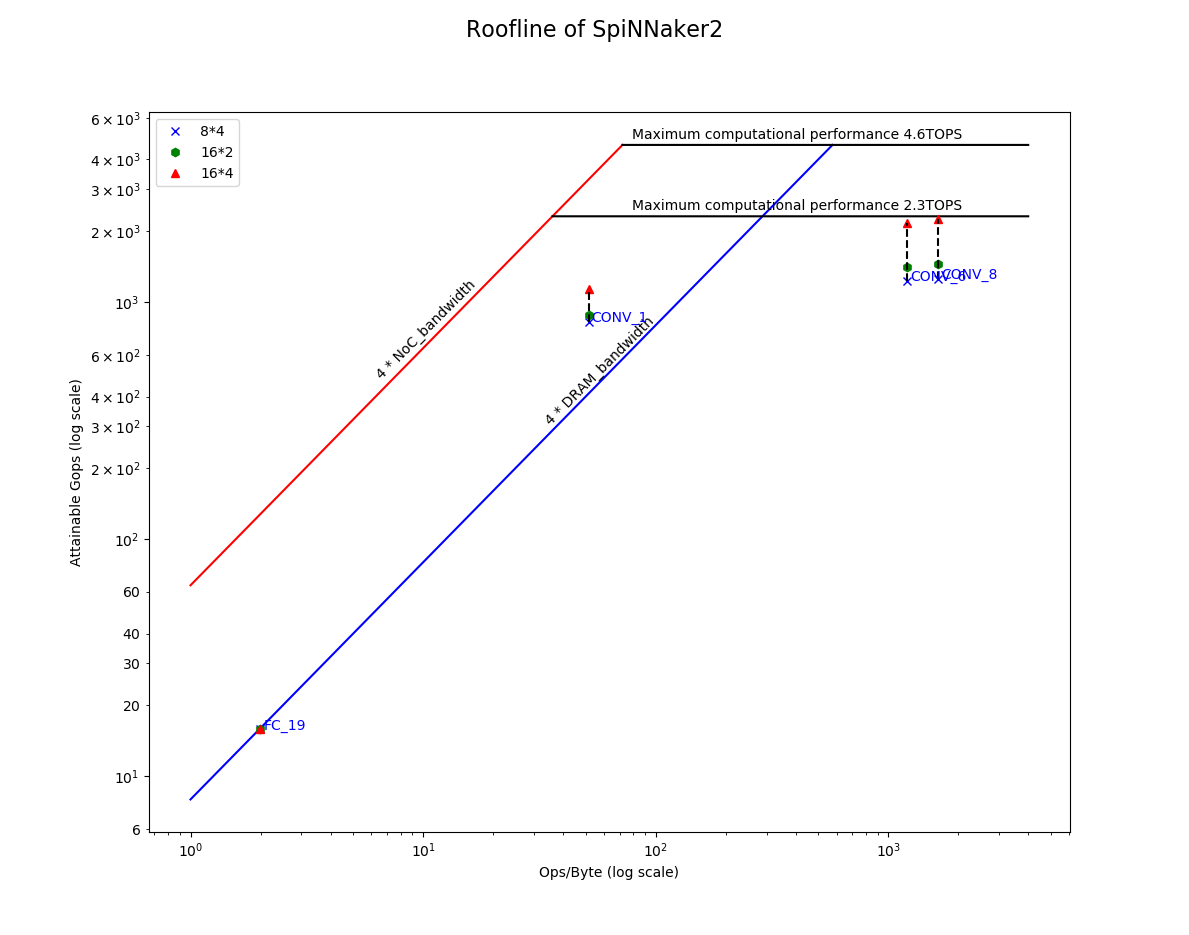 Roofline of SpiNNaker2
8*4
16*2
16*4
Maximum computational performance 4.6TOPS
Maximum computational performance 2.3TOPS
4 * NoC_bandwidth
4 * DRAM_bandwidth
CONV_1
CONV_6
CONV_8
FC_19
Attainable Gops (log scale)
6 × 10³
4 × 10³
3 × 10³
2 × 10³
10³
6 × 10²
4 × 10²
3 × 10²
2 × 10²
10²
60
40
30
20
10¹
6
10⁰
10¹
10²
10³
Ops/Byte (log scale)